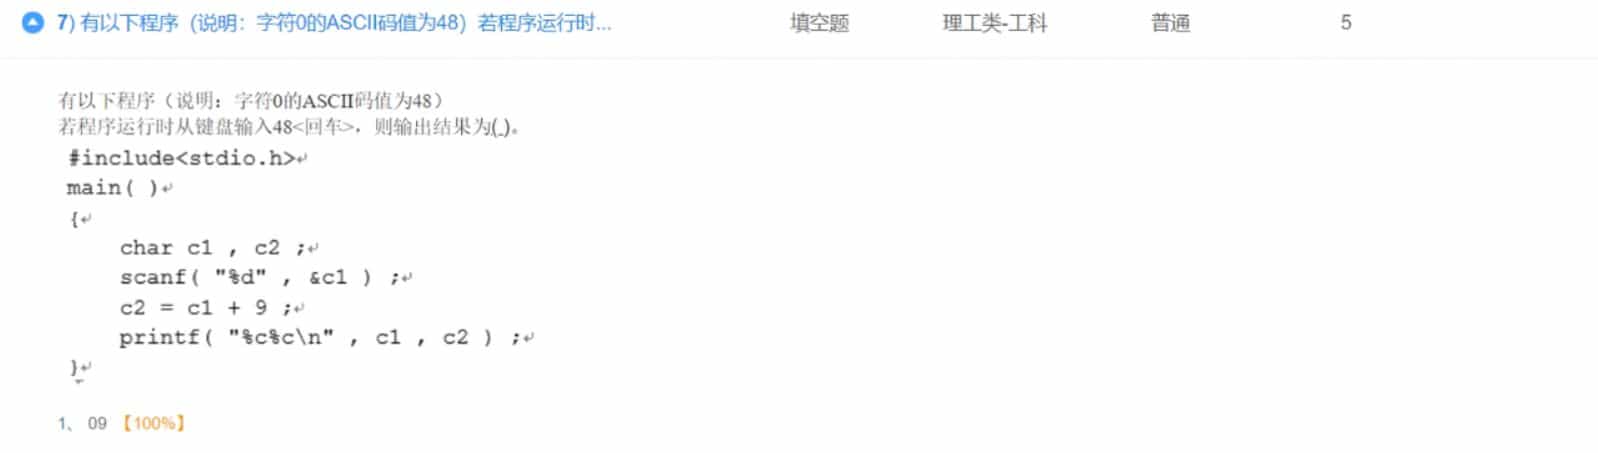 7) 有以下程序（说明：字符0的ASCII码值为48）若程序运行时... 填空题 理工类-工科 普通 5
有以下程序（说明：字符0的ASCII码值为48）
若程序运行时从键盘输入48<回车>，则输出结果为(_)。
#include<stdio.h>↵
main( )↵
{↵
char c1 , c2 ;↵
scanf( "%d" , &c1 ) ;↵
c2 = c1 + 9 ;↵
printf( "%c%c\n" , c1 , c2 ) ;↵
}↵
1、 09 【100%】